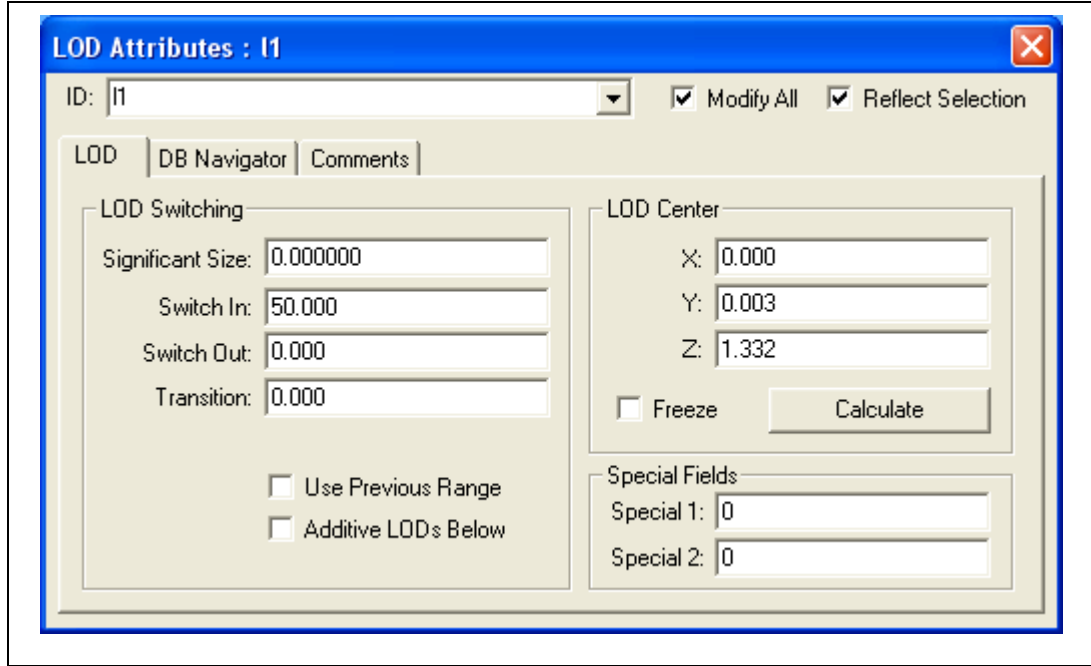 LOD Attributes : l1
ID: l1 Modify All Reflect Selection
LOD DB Navigator Comments
LOD Switching
Significant Size: 0.000000
Switch In: 50.000
Switch Out: 0.000
Transition: 0.000
Use Previous Range
Additive LODs Below
LOD Center
X: 0.000
Y: 0.003
Z: 1.332
Freeze Calculate
Special Fields
Special 1: 0
Special 2: 0